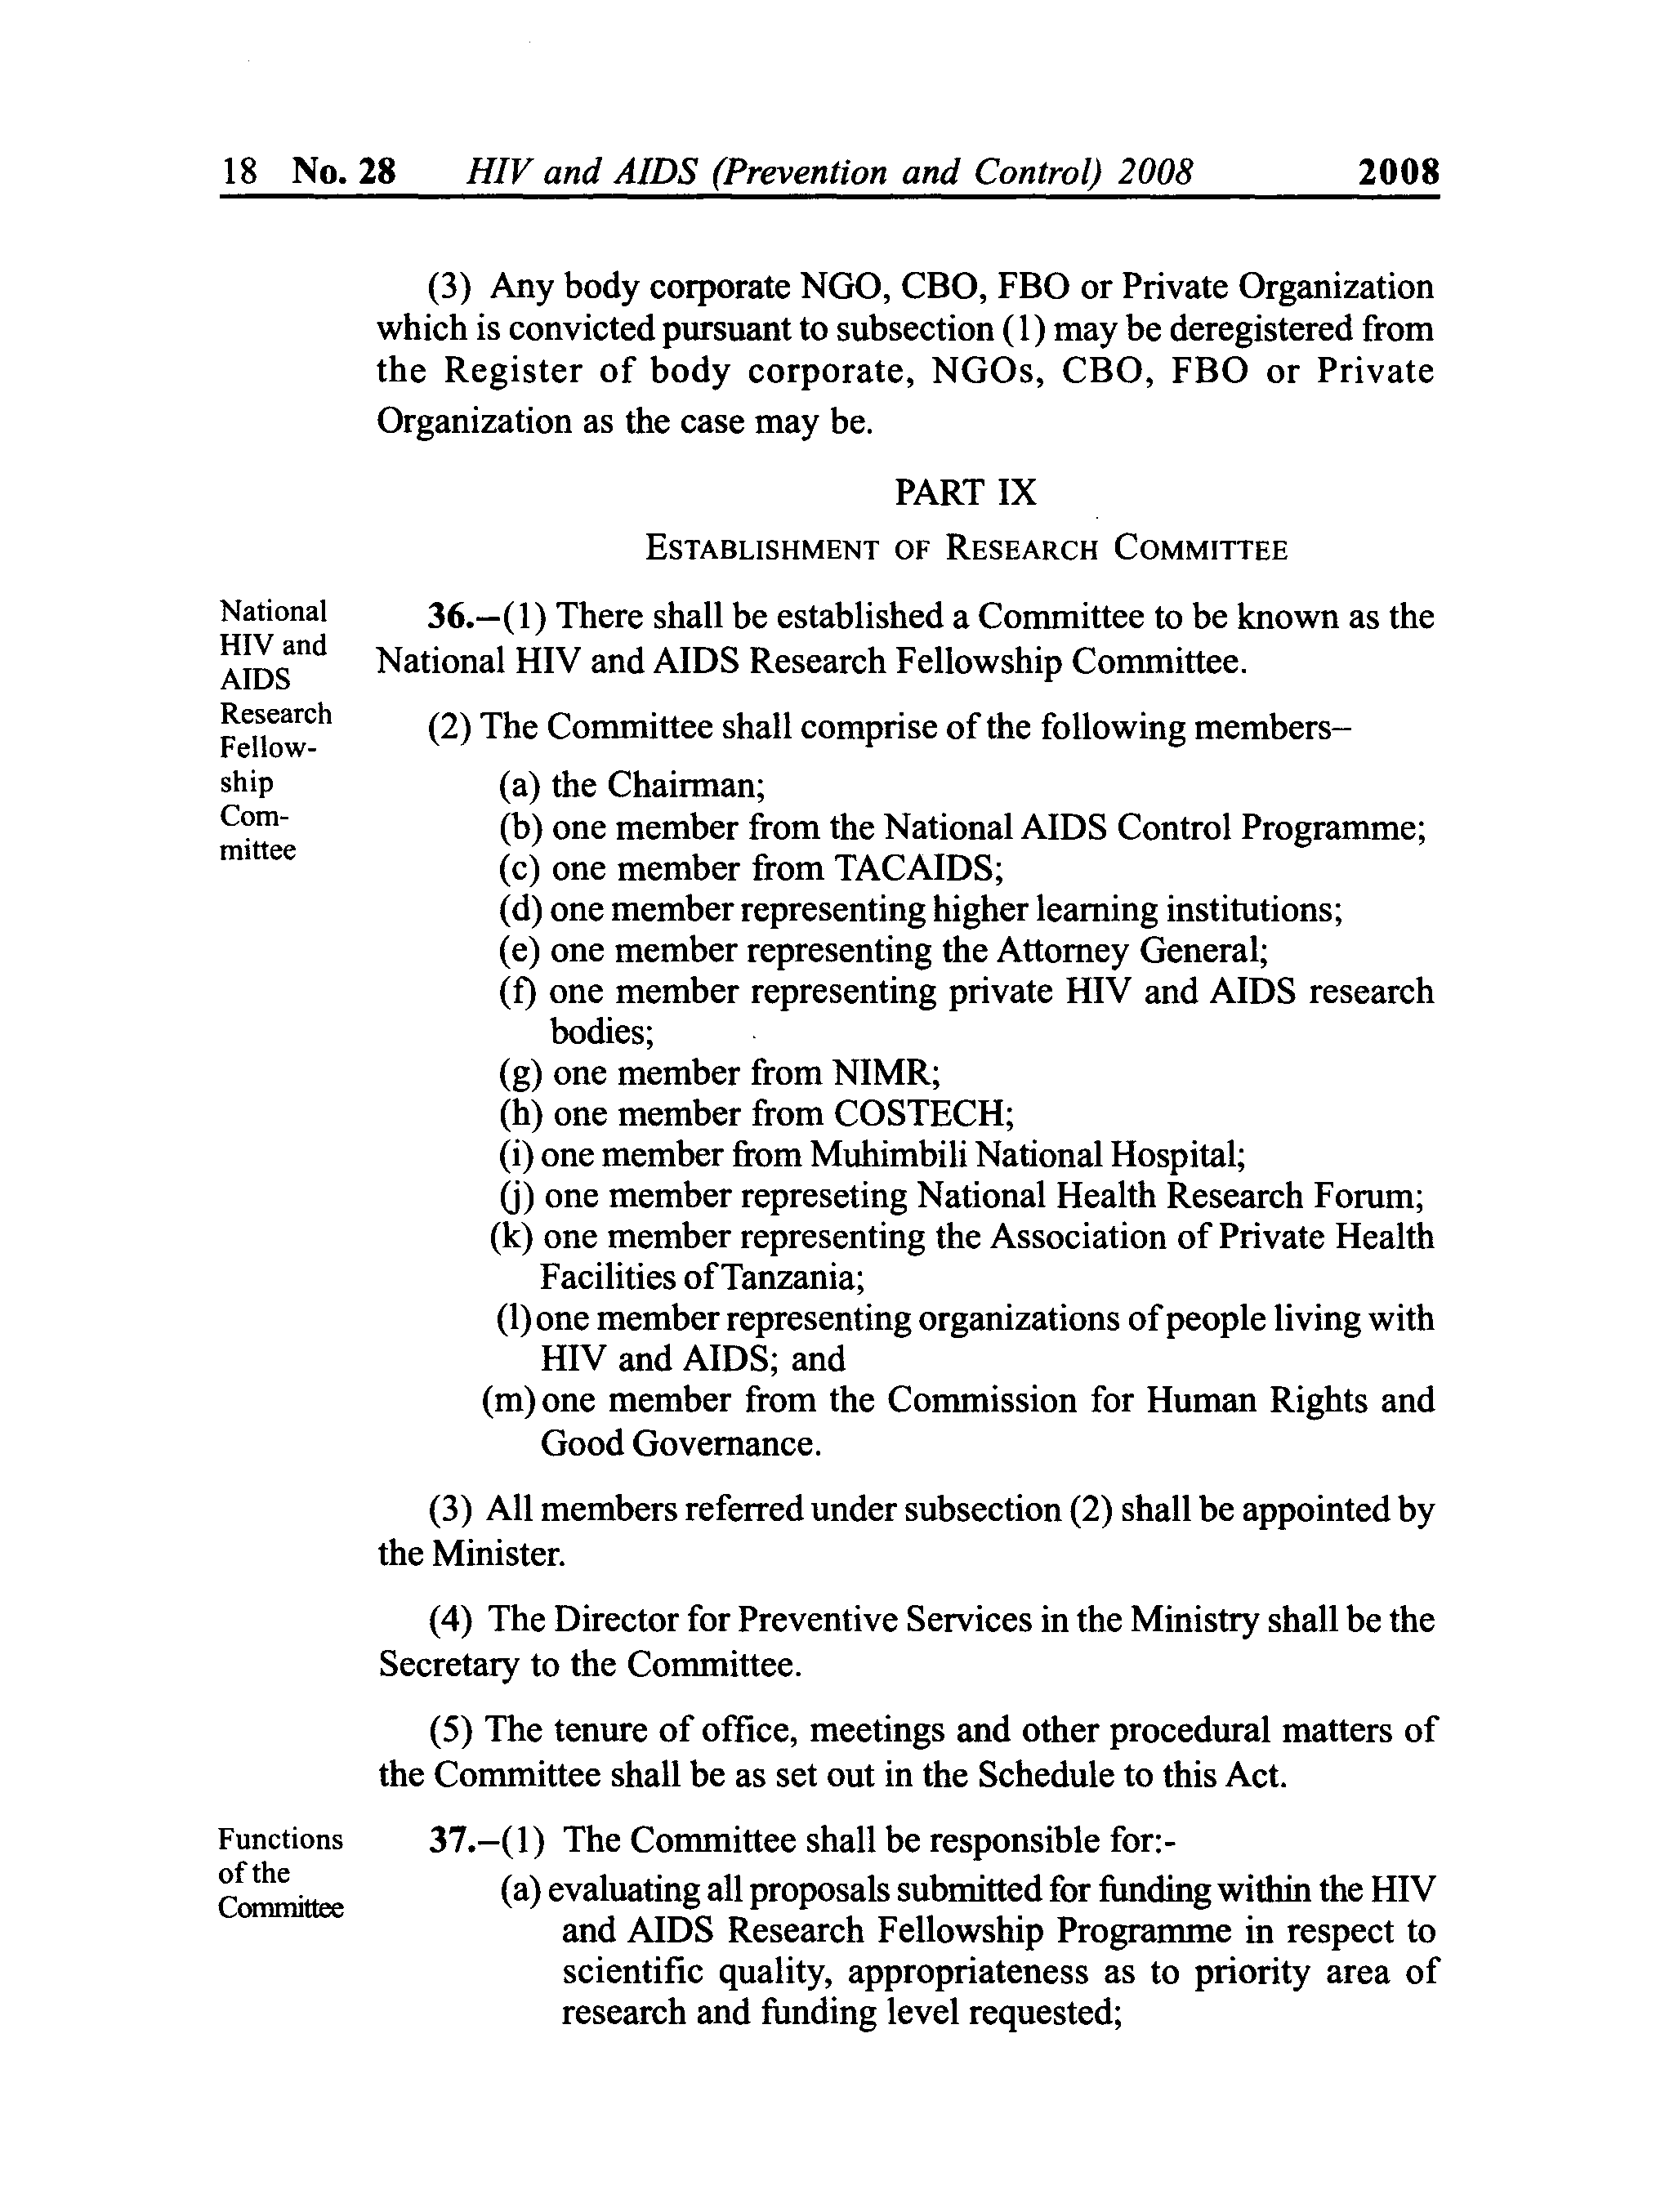 18 No. 28 HIV and AIDS (Prevention and Control) 2008 2008
(3) Any body corporate NGO, CBO, FBO or Private Organization
which is convicted pursuant to subsection (1) may be deregistered from
the Register of body corporate, NGOs, CBO, FBO or Private
Organization as the case may be.
PART IX
ESTABLISHMENT OF RESEARCH COMMITTEE
National
HIV and
AIDS
Research
Fellow-
ship
Com-
mittee
36.–(1) There shall be established a Committee to be known as the
National HIV and AIDS Research Fellowship Committee.
(2) The Committee shall comprise of the following members–
(a) the Chairman;
(b) one member from the National AIDS Control Programme;
(c) one member from TACAIDS;
(d) one member representing higher learning institutions;
(e) one member representing the Attorney General;
(f) one member representing private HIV and AIDS research
bodies;
(g) one member from NIMR;
(h) one member from COSTECH;
(i) one member from Muhimbili National Hospital;
(j) one member represeting National Health Research Forum;
(k) one member representing the Association of Private Health
Facilities of Tanzania;
(l) one member representing organizations of people living with
HIV and AIDS; and
(m) one member from the Commission for Human Rights and
Good Governance.
(3) All members referred under subsection (2) shall be appointed by
the Minister.
(4) The Director for Preventive Services in the Ministry shall be the
Secretary to the Committee.
(5) The tenure of office, meetings and other procedural matters of
the Committee shall be as set out in the Schedule to this Act.
Functions
of the
Committee
37.–(1) The Committee shall be responsible for:-
(a) evaluating all proposals submitted for funding within the HIV
and AIDS Research Fellowship Programme in respect to
scientific quality, appropriateness as to priority area of
research and funding level requested;